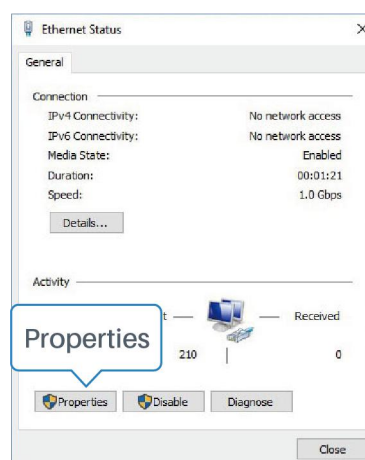 Ethernet Status
General
Connection
IPv4 Connectivity: No network access
IPv6 Connectivity: No network access
Media State: Enabled
Duration: 00:01:21
Speed: 1.0 Gbps
Details...
Activity
Received
Properties
210 | 0
Properties Disable Diagnose
Close